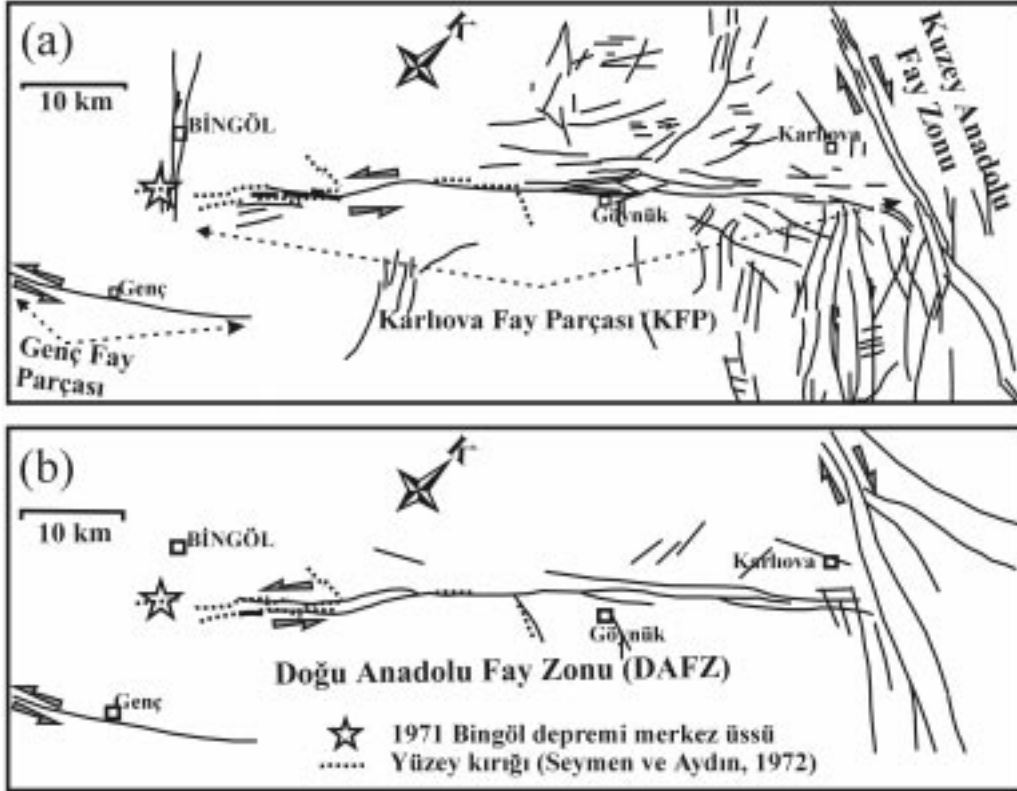 (a)
K
10 km
BİNGÖL
Kuzey Anadolu
Fay Zonu
Karlıova
Göynük
Genç
Karlıova Fay Parçası (KFP)
Genç Fay
Parçası
(b)
K
10 km
BİNGÖL
Karlıova
Göynük
Doğu Anadolu Fay Zonu (DAFZ)
Genç
1971 Bingöl depremi merkez üssü
Yüzey kırığı (Seymen ve Aydın, 1972)